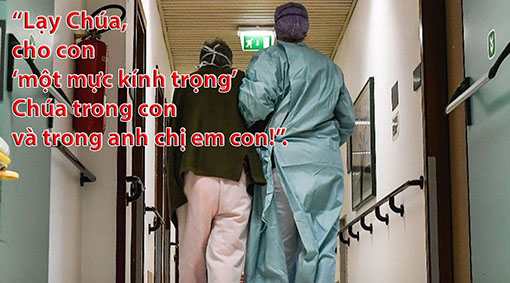 “Lạy Chúa,
cho con
‘một mực kính trọng’
Chúa trong con
và trong anh chị em con!”.